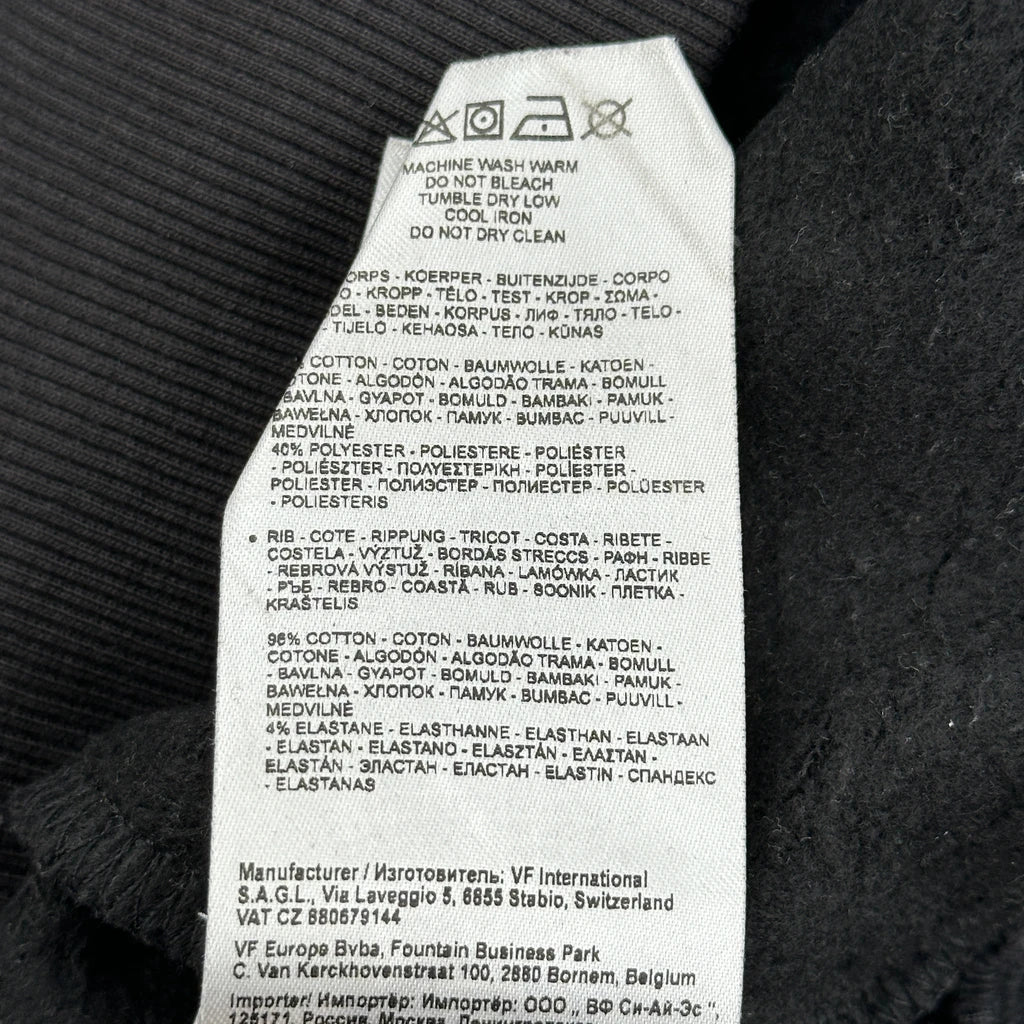 MACHINE WASH WARM
DO NOT BLEACH
TUMBLE DRY LOW
COOL IRON
DO NOT DRY CLEAN
ORPS - KOERPER - BUITENZIJDE - CORPO
O - KROPP - TĚLO - TEST - KROP - ΣΩΜΑ -
DEL - BEDEN - KORPUS - ЛИФ - ТЯЛО - TELO -
- TIJELO - KEHAOSA - ТЕЛО - KŪNAS
% COTTON - COTON - BAUMWOLLE - KATOEN -
OTONE - ALGODÓN - ALGODÃO TRAMA - BOMULL
- BAVLNA - GYAPOT - BOMULD - BAMBAKI - PAMUK -
BAWEŁNA - ХЛОПОК - ПАМУК - BUMBAC - PUUVILL -
MEDVILNĖ
40% POLYESTER - POLIESTERE - POLIÉSTER
- POLIÉSZTER - ΠΟΛΥΕΣΤΕΡΙΚΗ - POLÍESTER -
POLIESTER - ПОЛИЭСТЕР - ПОЛИЕСТЕР - POLÜESTER
- POLIESTERIS
• RIB - COTE - RIPPUNG - TRICOT - COSTA - RIBETE -
COSTELA - VÝZTUŽ - BORDÁS STRECCS - ΡΑΦΗ - RIBBE
- REBROVÁ VÝSTUŽ - RIBANA - LAMÓWKA - ЛАСТИК
- РЪБ - REBRO - COASTĂ - RUB - SOONIK - ПЛЕТКА -
KRAŠTELIS
96% COTTON - COTON - BAUMWOLLE - KATOEN -
COTONE - ALGODÓN - ALGODÃO TRAMA - BOMULL
- BAVLNA - GYAPOT - BOMULD - BAMBAKI - PAMUK -
BAWEŁNA - ХЛОПОК - ПАМУК - BUMBAC - PUUVILL -
MEDVILNĖ
4% ELASTANE - ELASTHANNE - ELASTHAN - ELASTAAN
- ELASTAN - ELASTANO - ELASZTÁN - ΕΛΑΣΤΑΝ -
ELASTÁN - ЭЛАСТАН - ЕЛАСТАН - ELASTIN - СПАНДЕКС
- ELASTANAS
Manufacturer / Изготовитель: VF International
S.A.G.L., Via Laveggio 5, 6855 Stabio, Switzerland
VAT CZ 680679144
VF Europe Bvba, Fountain Business Park
C. Van Kerckhovenstraat 100, 2880 Bornem, Belgium
Importer/ Импортёр: Импортёр: ООО „ ВФ Си-Ай-Эс ",
125171, Россия, Москва,